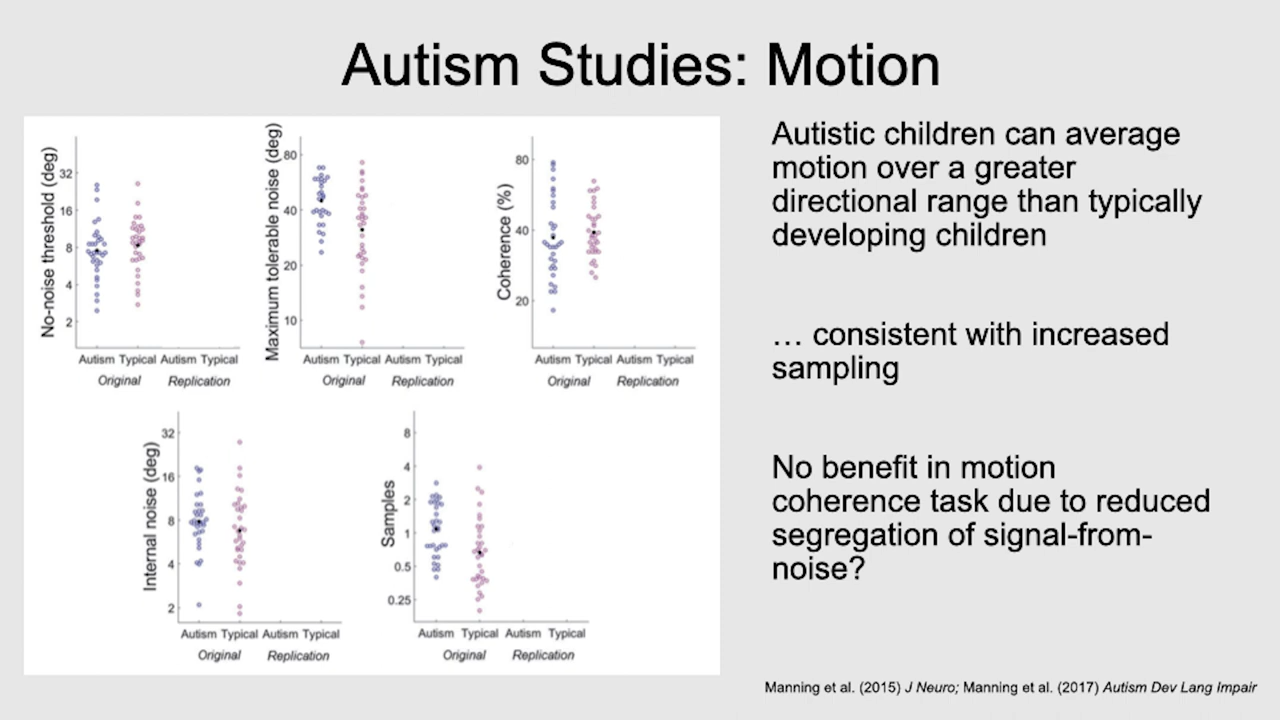 Autism Studies: Motion
No-noise threshold (deg)
32
16
8
4
2
Autism Typical Autism Typical
Original Replication
Maximum tolerable noise (deg)
80
40
20
10
Autism Typical Autism Typical
Original Replication
Coherence (%)
80
40
20
Autism Typical Autism Typical
Original Replication
Internal noise (deg)
32
16
8
4
2
Autism Typical Autism Typical
Original Replication
Samples
8
4
2
1
0.5
0.25
Autism Typical Autism Typical
Original Replication
Autistic children can average
motion over a greater
directional range than typically
developing children
… consistent with increased
sampling
No benefit in motion
coherence task due to reduced
segregation of signal-from-
noise?
Manning et al. (2015) J Neuro; Manning et al. (2017) Autism Dev Lang Impair